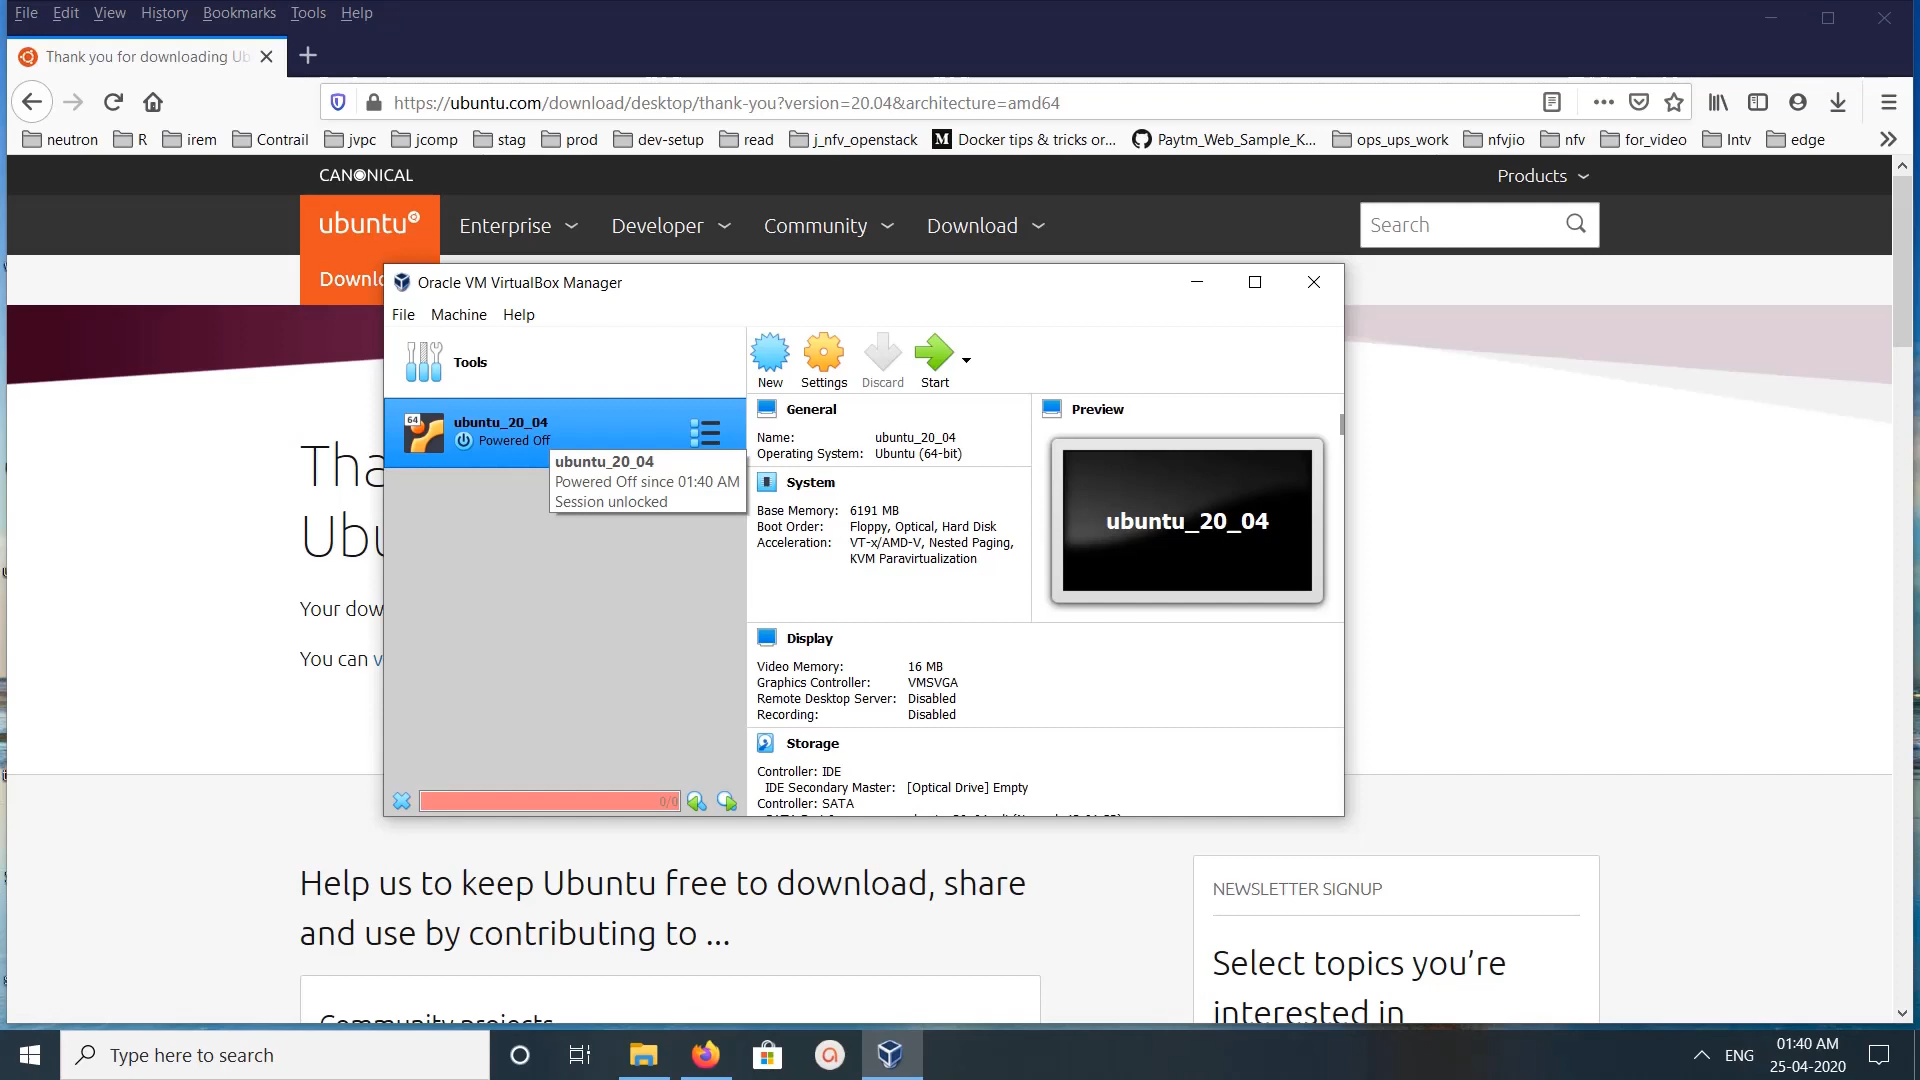 File Edit View History Bookmarks Tools Help
Thank you for downloading Ub
https://ubuntu.com/download/desktop/thank-you?version=20.04&architecture=amd64
neutron R irem Contrail jvpc jcomp stag prod dev-setup read j_nfv_openstack M Docker tips & tricks or... Paytm_Web_Sample_K... ops_ups_work nfvjio nfv for_video Intv edge
CANONICAL Products
ubuntu Enterprise Developer Community Download Search
Downlo
Oracle VM VirtualBox Manager
File Machine Help
Tools
New Settings Discard Start
64 ubuntu_20_04
Powered Off
ubuntu_20_04
Powered Off since 01:40 AM
Session unlocked
General
Name: ubuntu_20_04
Operating System: Ubuntu (64-bit)
System
Base Memory: 6191 MB
Boot Order: Floppy, Optical, Hard Disk
Acceleration: VT-x/AMD-V, Nested Paging,
KVM Paravirtualization
Preview
ubuntu_20_04
Display
Video Memory: 16 MB
Graphics Controller: VMSVGA
Remote Desktop Server: Disabled
Recording: Disabled
Storage
Controller: IDE
IDE Secondary Master: [Optical Drive] Empty
Controller: SATA
0/0
Tha
Ubu
Your dow
You can v
Help us to keep Ubuntu free to download, share
and use by contributing to ...
Community projects
NEWSLETTER SIGNUP
Select topics you're
interested in
Type here to search
ENG
01:40 AM
25-04-2020